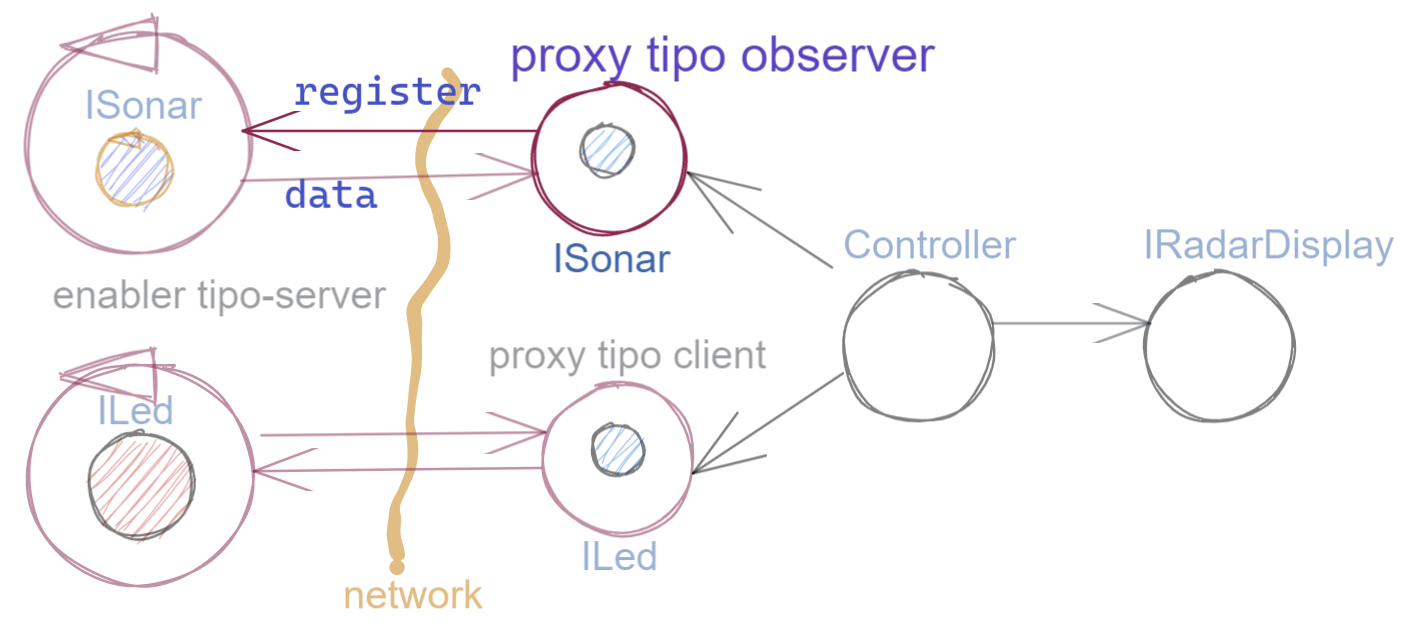 proxy tipo observer
ISonar
register
data
ISonar
Controller
IRadarDisplay
enabler tipo-server
proxy tipo client
ILed
ILed
network